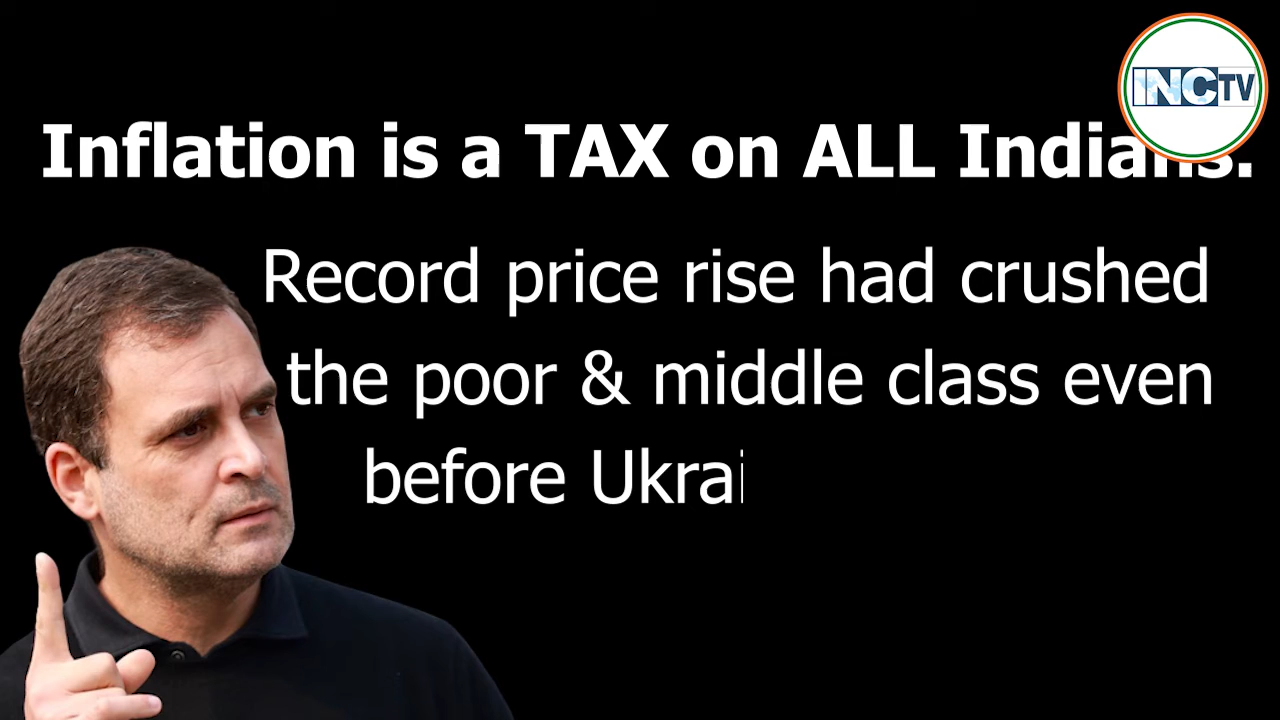 INCTV
Inflation is a TAX on ALL Indians.
Record price rise had crushed
the poor & middle class even
before Ukrai